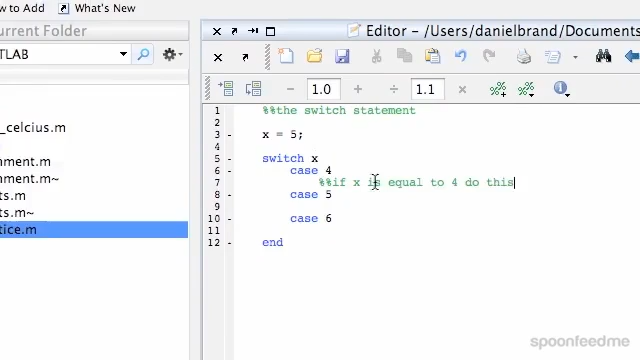 w to Add What's New
urrent Folder
Editor – /Users/danielbrand/Documents
TLAB
1.0
1.1
_celcius.m
nment.m
nment.m~
ts.m
ts.m~
tice.m
1 %%the switch statement
2
3 - x = 5;
4
5 - switch x
6 - case 4
7 %%if x is equal to 4 do this
8 - case 5
9
10 - case 6
11
12 - end
spoonfeedme